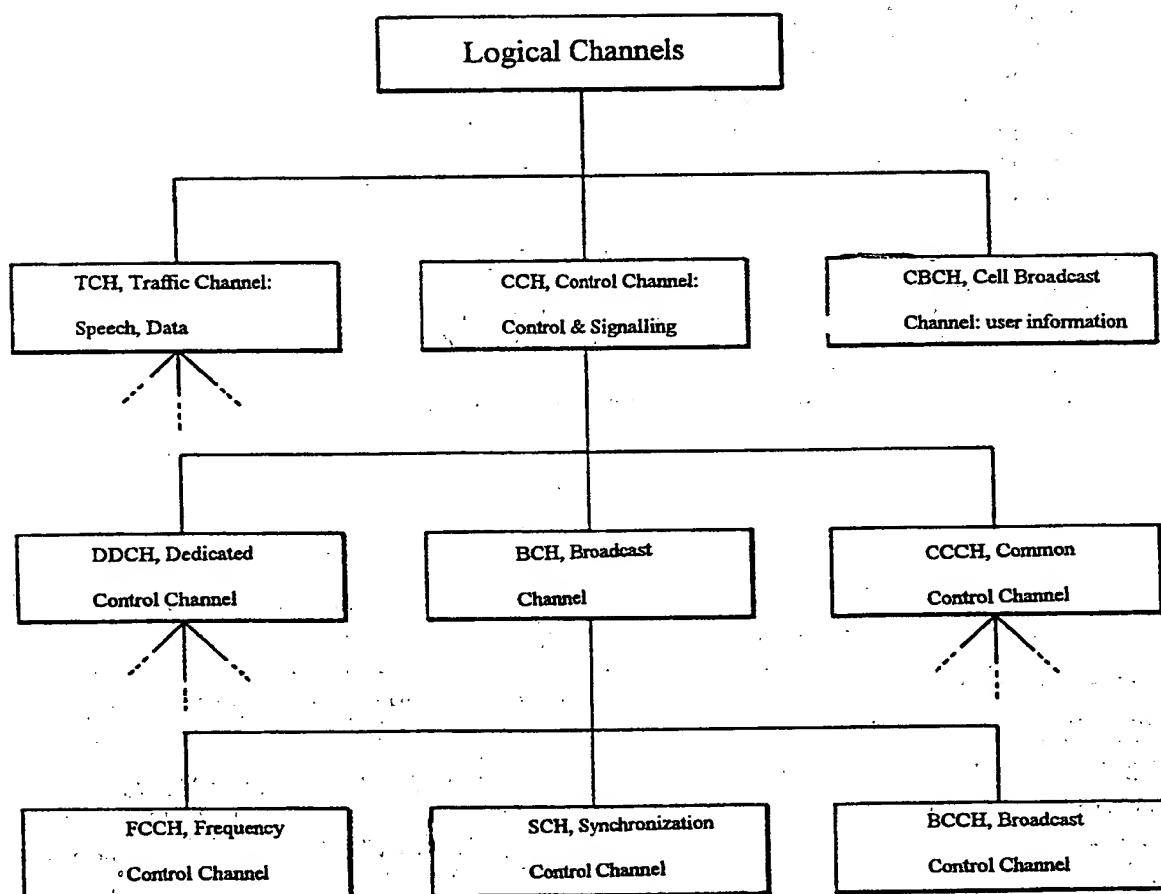 Logical Channels
TCH, Traffic Channel:
Speech, Data
CCH, Control Channel:
Control & Signalling
CBCH, Cell Broadcast
Channel: user information
DDCH, Dedicated
Control Channel
BCH, Broadcast
Channel
CCCH, Common
Control Channel
FCCH, Frequency
Control Channel
SCH, Synchronization
Control Channel
BCCH, Broadcast
Control Channel